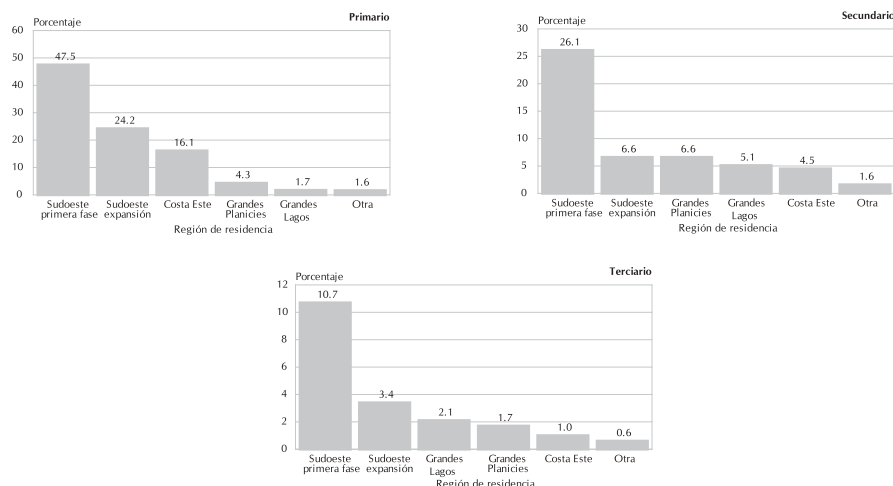 Primario
Porcentaje
60
50
40
30
20
10
0
47.5
24.2
16.1
4.3
1.7
1.6
Sudoeste primera fase
Sudoeste expansión
Costa Este
Grandes Planicies
Grandes Lagos
Otra
Región de residencia
Secundario
Porcentaje
30
25
20
15
10
5
0
26.1
6.6
6.6
5.1
4.5
1.6
Sudoeste primera fase
Sudoeste expansión
Grandes Planicies
Grandes Lagos
Costa Este
Otra
Región de residencia
Terciario
Porcentaje
12
10
8
6
4
2
0
10.7
3.4
2.1
1.7
1.0
0.6
Sudoeste primera fase
Sudoeste expansión
Grandes Lagos
Grandes Planicies
Costa Este
Otra
Región de residencia